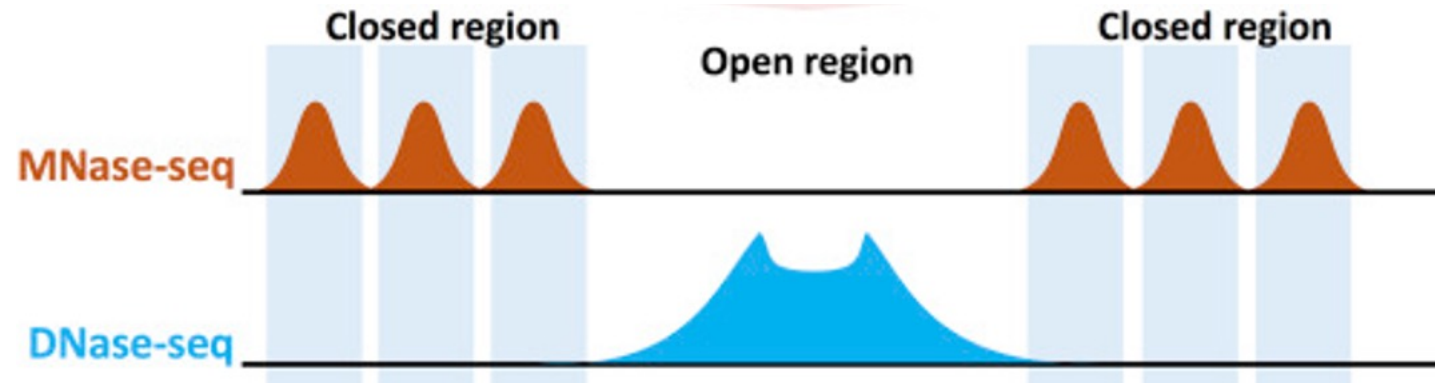 Closed region
Open region
Closed region
MNase-seq
DNase-seq